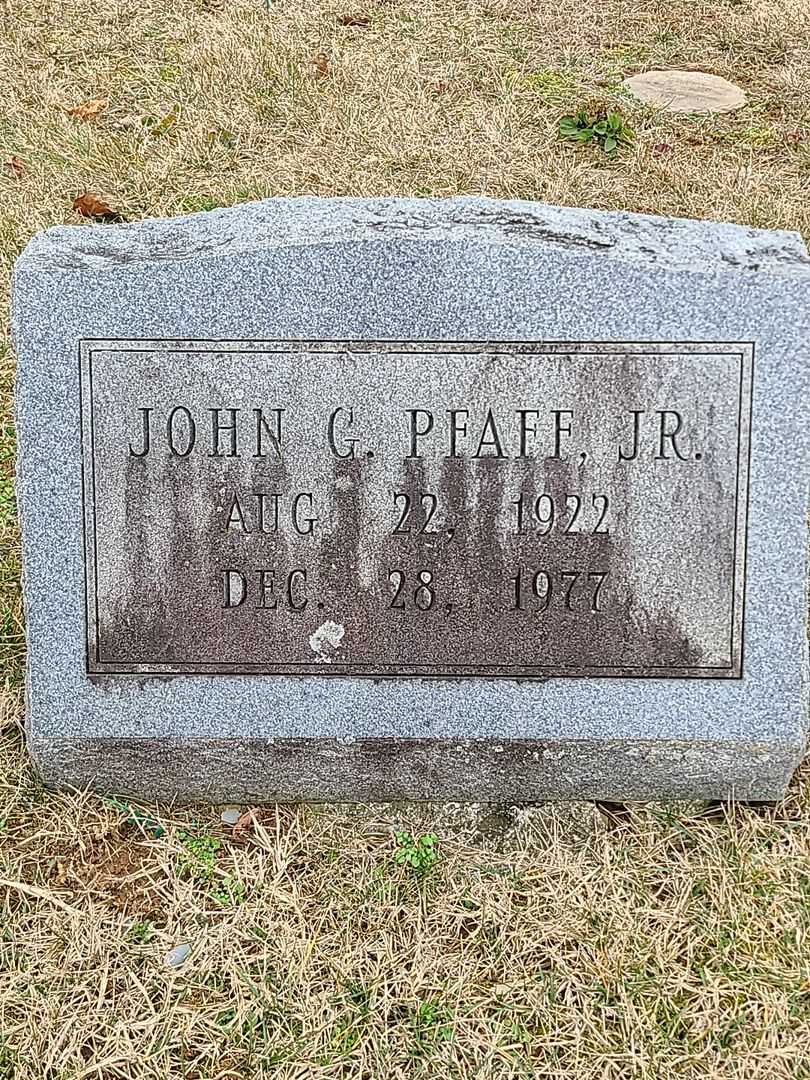 JOHN G. PFAFF, JR.
AUG 22, 1922
DEC. 28, 1977